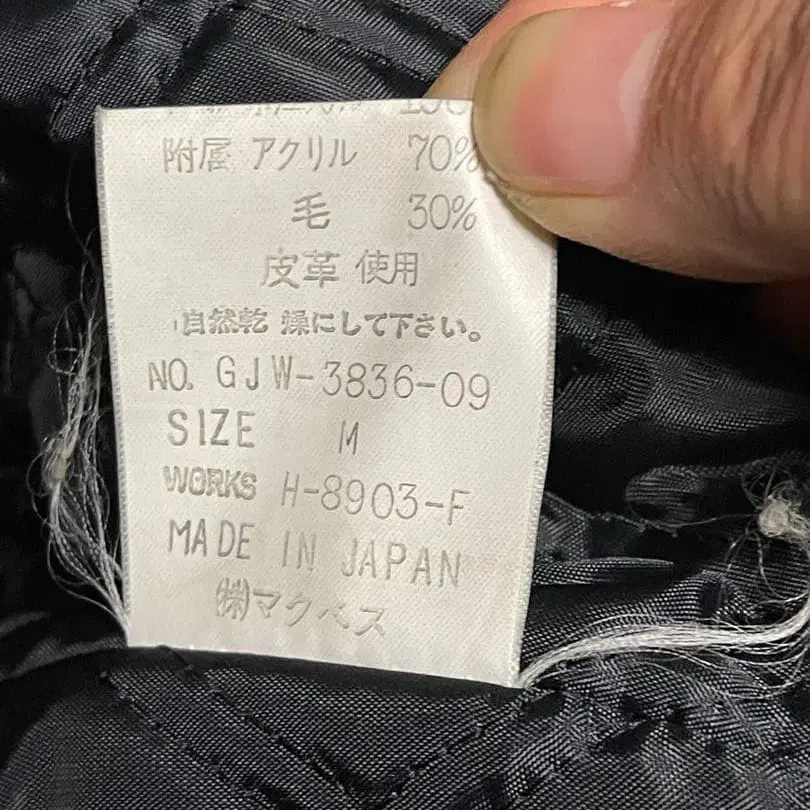 附属 アクリル 70%
毛 30%
皮革 使用
自然乾燥にして下さい。
NO. GJW-3836-09
SIZE M
WORKS H-8903-F
MADE IN JAPAN
㈱マクベス